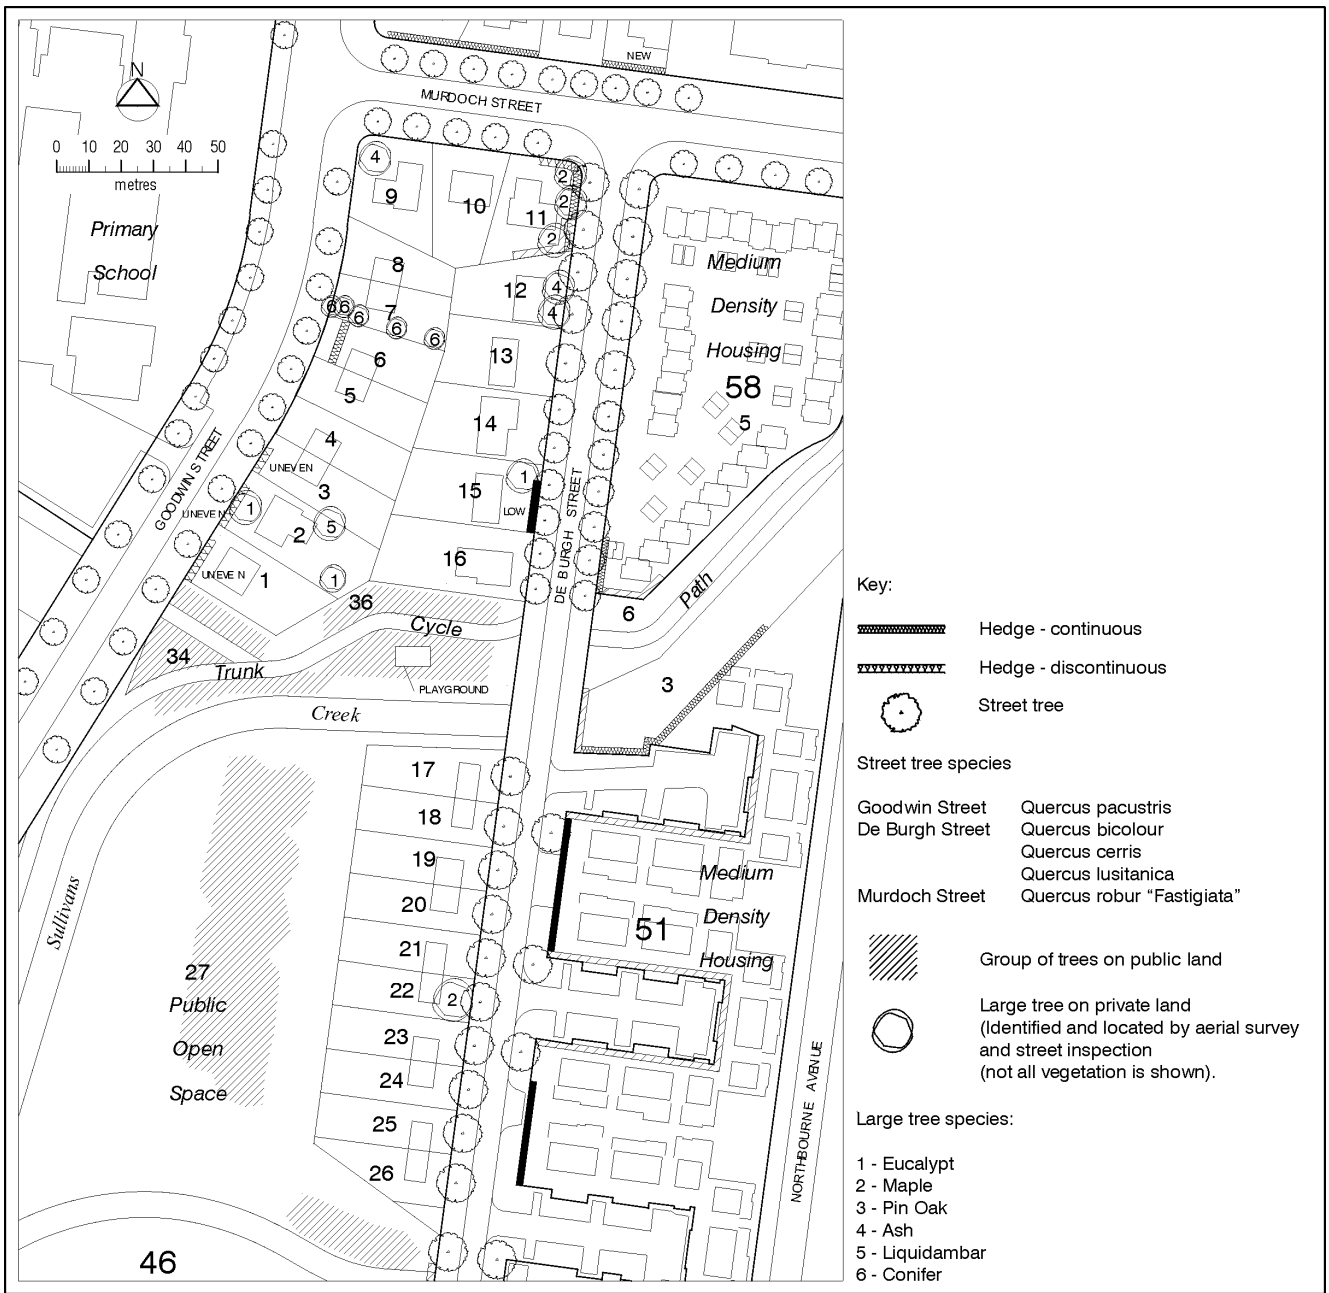 NEW
MURDOCH STREET
N
0 10 20 30 40 50
metres
4
2
9
10
11
2
2
Primary
School
8
7
12
4
4
6
6
6
6
6
Medium
Density
Housing
58
5
13
6
5
14
4
UNEVEN
3
GOODWIN STREET
UNEVEN
1
2
5
15
1
LOW
DE BURGH STREET
16
UNEVEN
1
1
36
Cycle
6
Path
34
Trunk
PLAYGROUND
3
Creek
17
18
19
20
21
22
2
23
24
25
26
Medium
Density
51
Housing
Sullivans
27
Public
Open
Space
46
NORTHBOURNE AVENUE
Key:
Hedge - continuous
Hedge - discontinuous
Street tree
Street tree species
Goodwin Street Quercus pacustris
De Burgh Street Quercus bicolour
Quercus cerris
Quercus lusitanica
Murdoch Street Quercus robur “Fastigiata”
Group of trees on public land
Large tree on private land
(Identified and located by aerial survey
and street inspection
(not all vegetation is shown).
Large tree species:
1 - Eucalypt
2 - Maple
3 - Pin Oak
4 - Ash
5 - Liquidambar
6 - Conifer